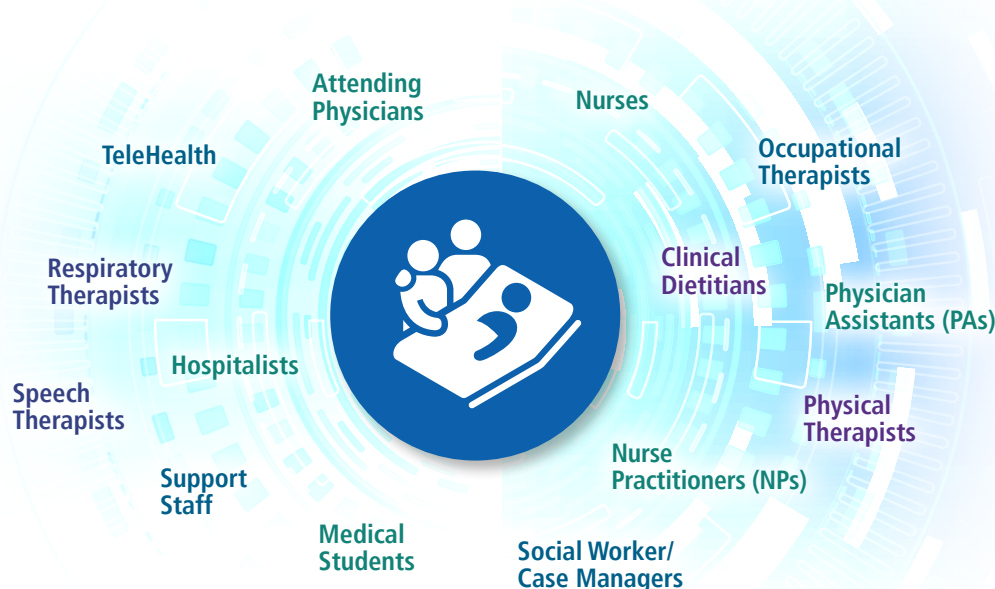 Attending
Physicians
Nurses
TeleHealth
Occupational
Therapists
Respiratory
Therapists
Clinical
Dietitians
Physician
Assistants (PAs)
Hospitalists
Speech
Therapists
Physical
Therapists
Nurse
Practitioners (NPs)
Support
Staff
Medical
Students
Social Worker/
Case Managers